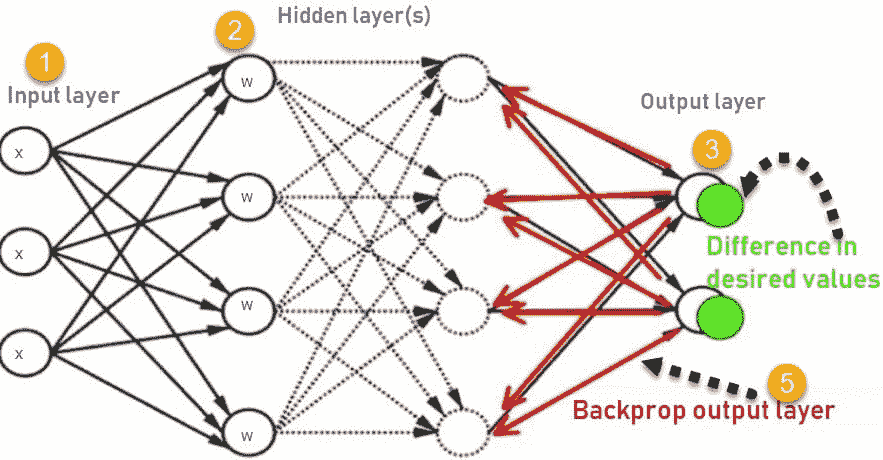 Hidden layer(s)
1
2
Input layer
Output layer
3
x
x
x
w
w
w
w
Difference in
desired values
5
Backprop output layer